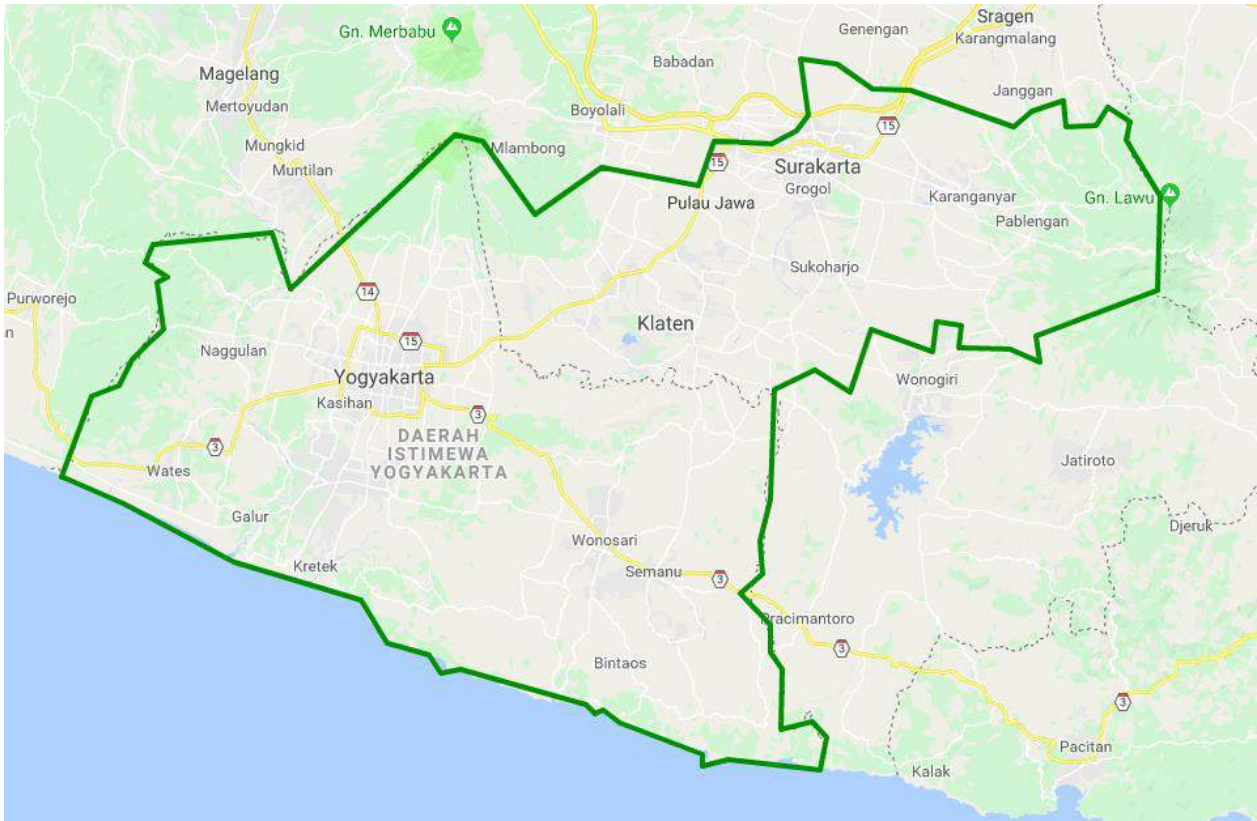 Sragen
Genengan
Karangmalang
Gn. Merbabu
Babadan
Magelang
Janggan
Mertoyudan
Boyolali
15
Mungkid
Mlambong
15
Muntilan
Surakarta
Grogol
Karanganyar
Gn. Lawu
Pulau Jawa
Pablengan
Sukoharjo
Purworejo
14
n
Klaten
15
Naggulan
Yogyakarta
Wonogiri
Kasihan
3
DAERAH
ISTIMEWA
YOGYAKARTA
3
Wates
Jatiroto
Galur
Djeruk
Wonosari
Kretek
Semanu
3
Pracimantoro
3
Bintaos
3
Pacitan
Kalak